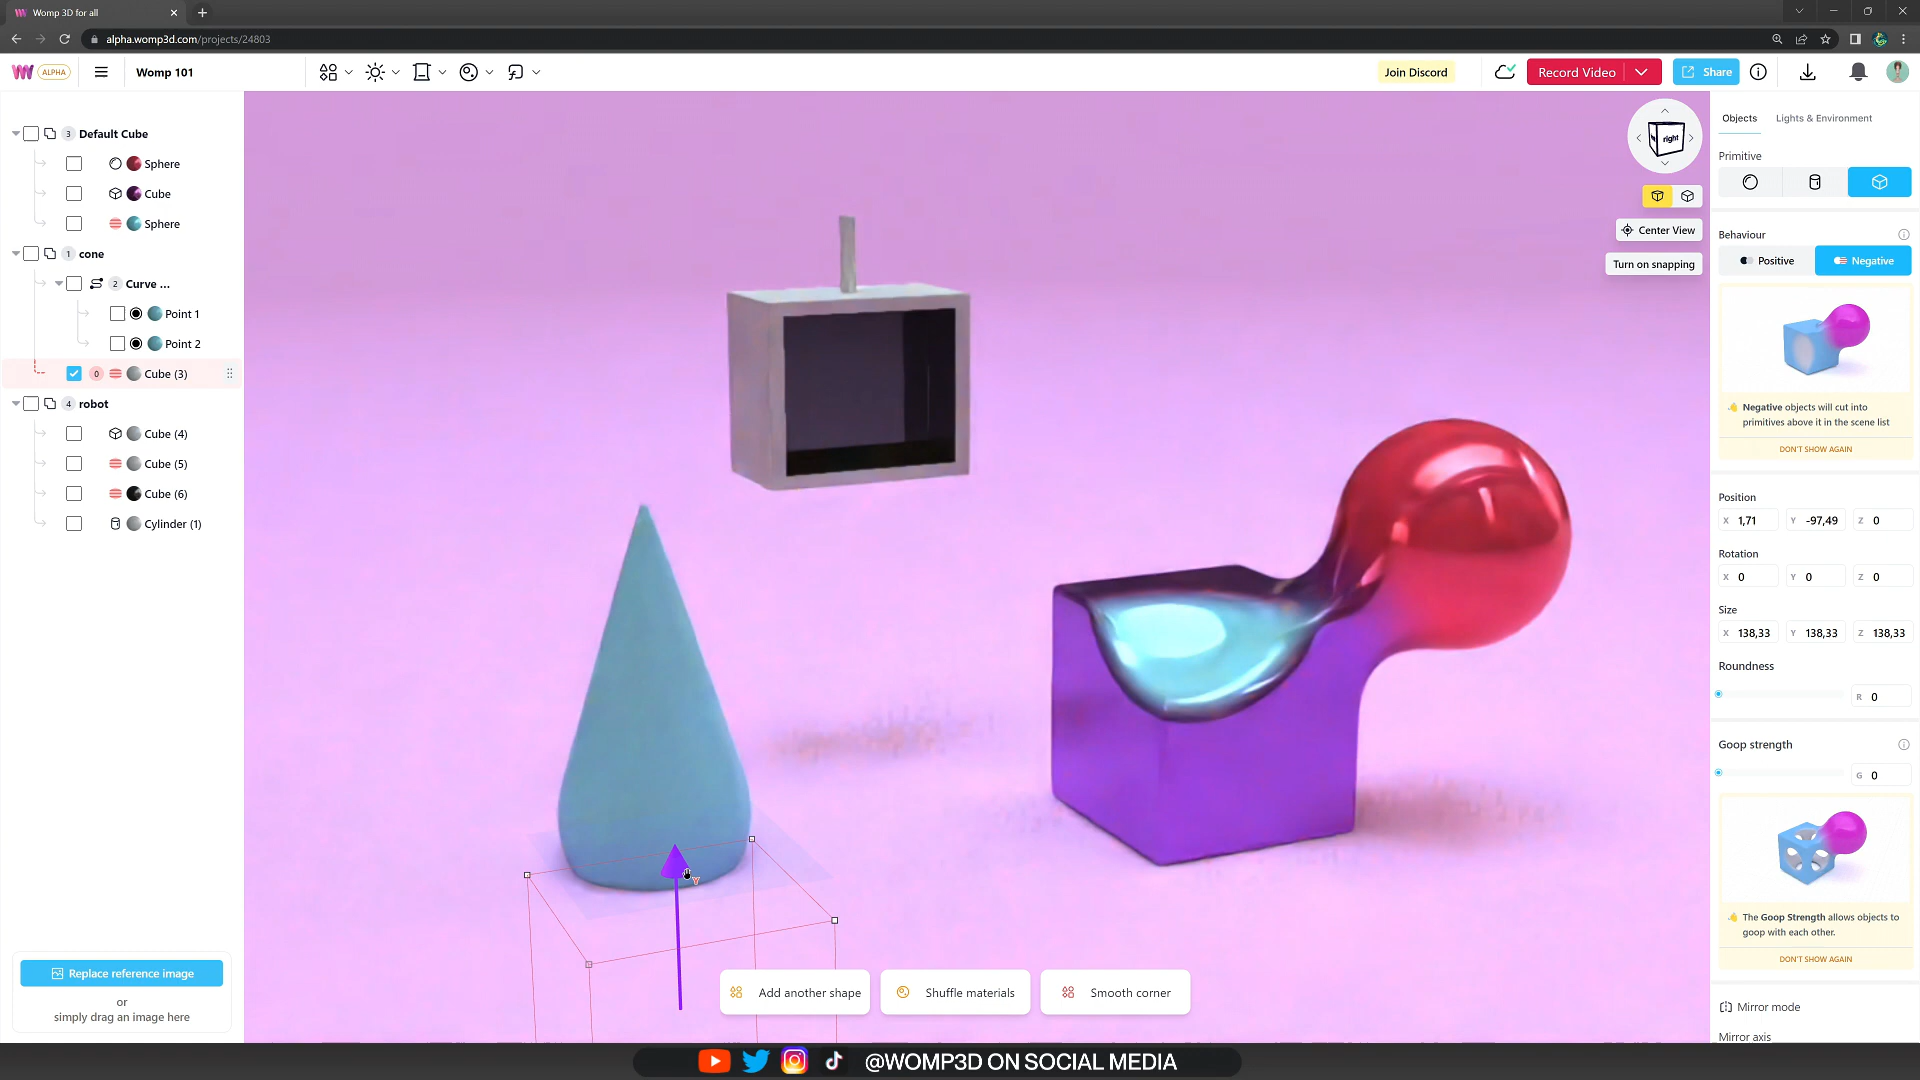 Womp 3D for all
alpha.womp3d.com/projects/24803
ALPHA
Womp 101
Join Discord
Record Video
Share
3 Default Cube
Sphere
Cube
Sphere
1 cone
2 Curve ...
Point 1
Point 2
0 Cube (3)
4 robot
Cube (4)
Cube (5)
Cube (6)
Cylinder (1)
Replace reference image
or
simply drag an image here
right
Center View
Turn on snapping
Y
Add another shape
Shuffle materials
Smooth corner
Objects
Lights & Environment
Primitive
Behaviour
Positive
Negative
Negative objects will cut into
primitives above it in the scene list
DON'T SHOW AGAIN
Position
X 1,71 Y -97,49 Z 0
Rotation
X 0 Y 0 Z 0
Size
X 138,33 Y 138,33 Z 138,33
Roundness
R 0
Goop strength
G 0
The Goop Strength allows objects to
goop with each other.
DON'T SHOW AGAIN
Mirror mode
Mirror axis
@WOMP3D ON SOCIAL MEDIA